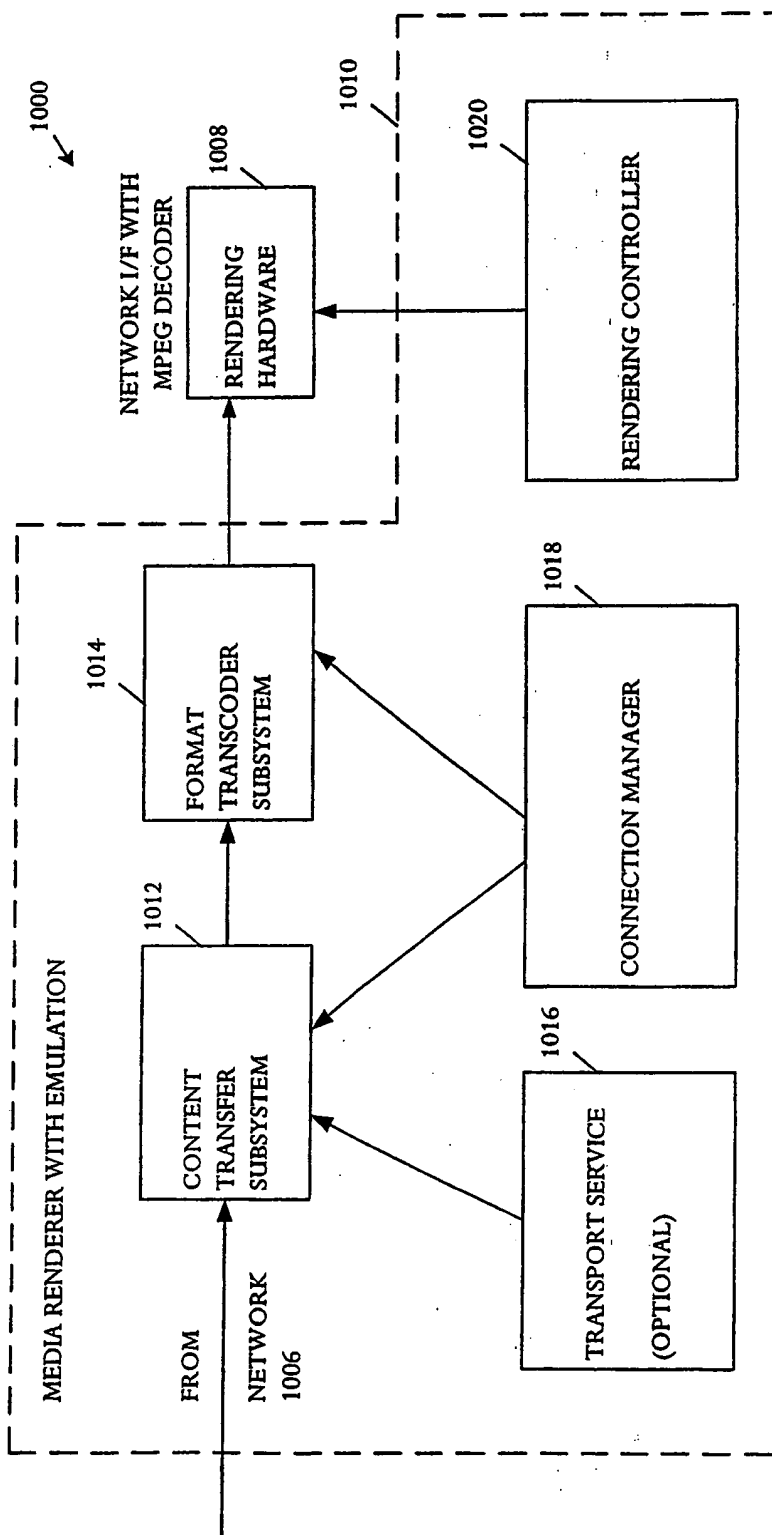 1000
NETWORK I/F WITH
MPEG DECODER
1008
RENDERING
HARDWARE
1010
MEDIA RENDERER WITH EMULATION
1014
FORMAT
TRANSCODER
SUBSYSTEM
1012
CONTENT
TRANSFER
SUBSYSTEM
FROM
NETWORK
1006
1016
TRANSPORT SERVICE
(OPTIONAL)
1018
CONNECTION MANAGER
1020
RENDERING CONTROLLER